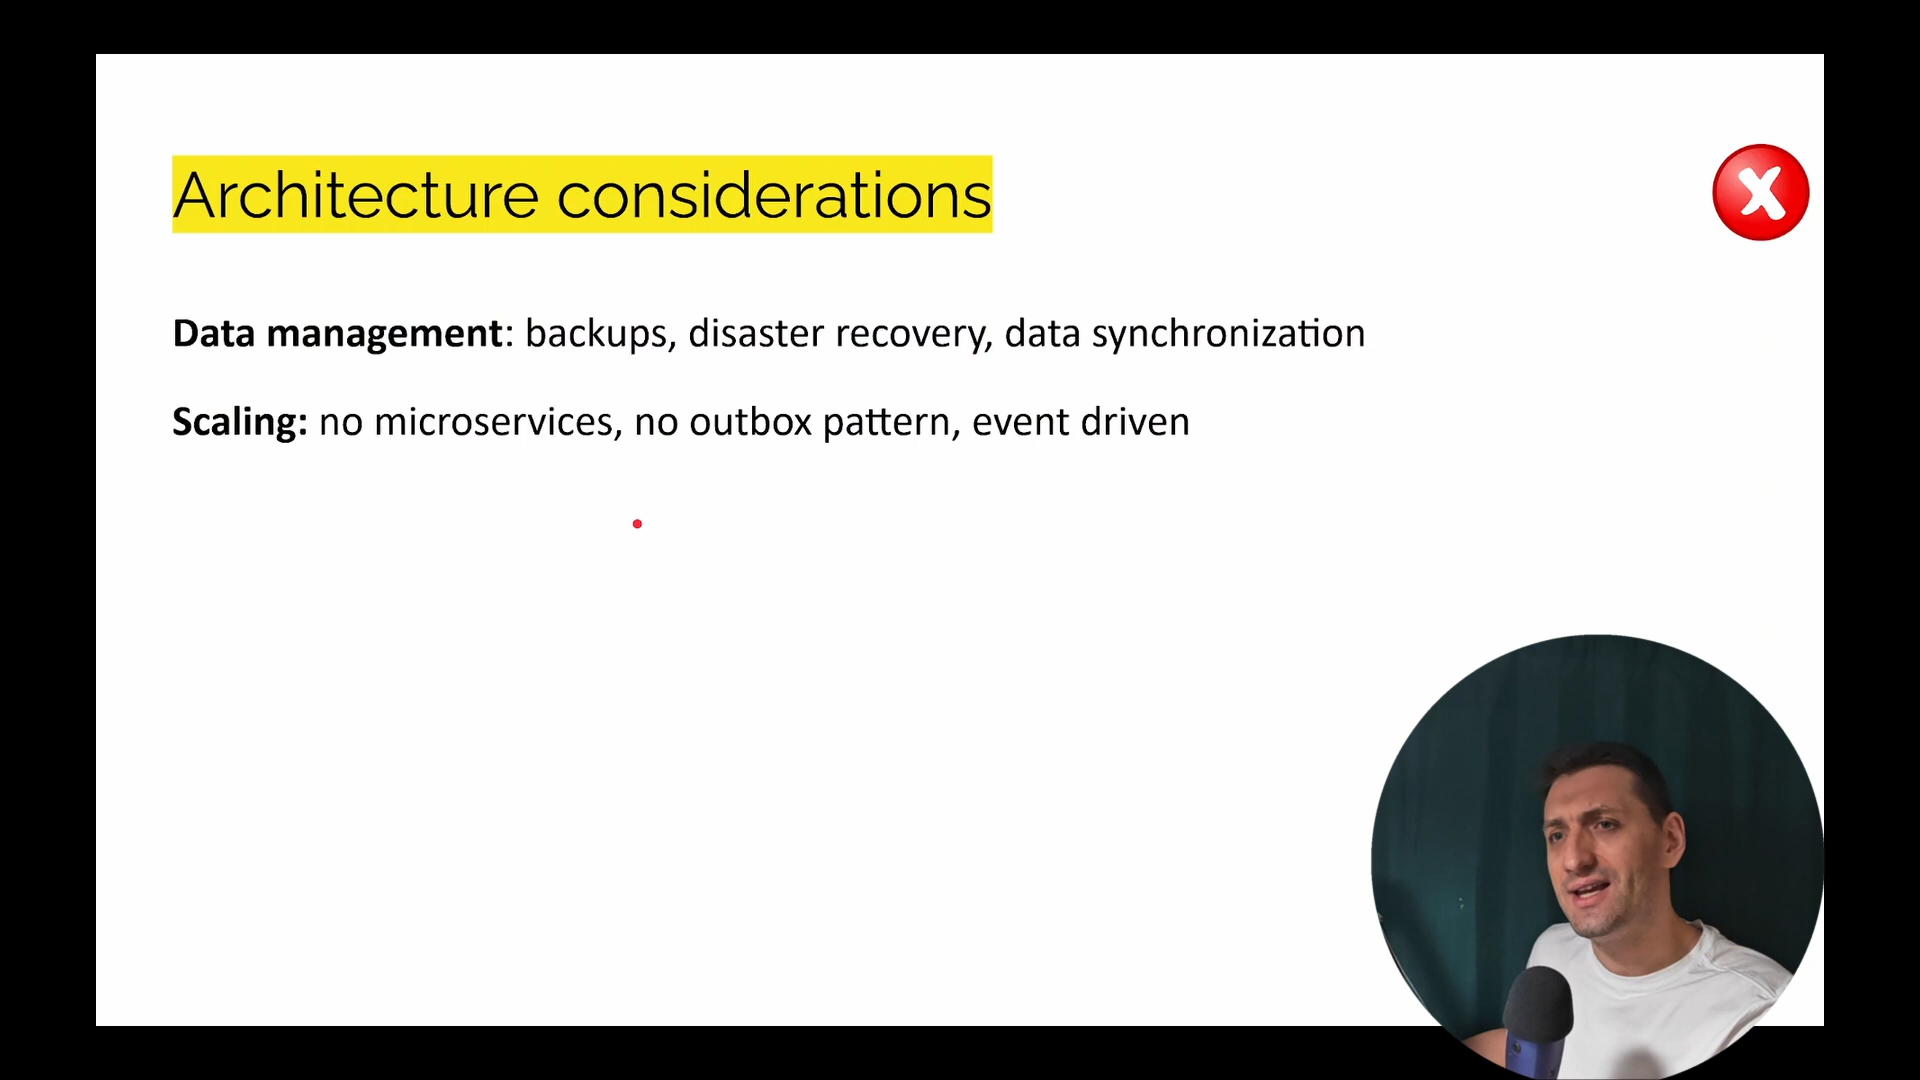 Architecture considerations
Data management: backups, disaster recovery, data synchronization
Scaling: no microservices, no outbox pattern, event driven